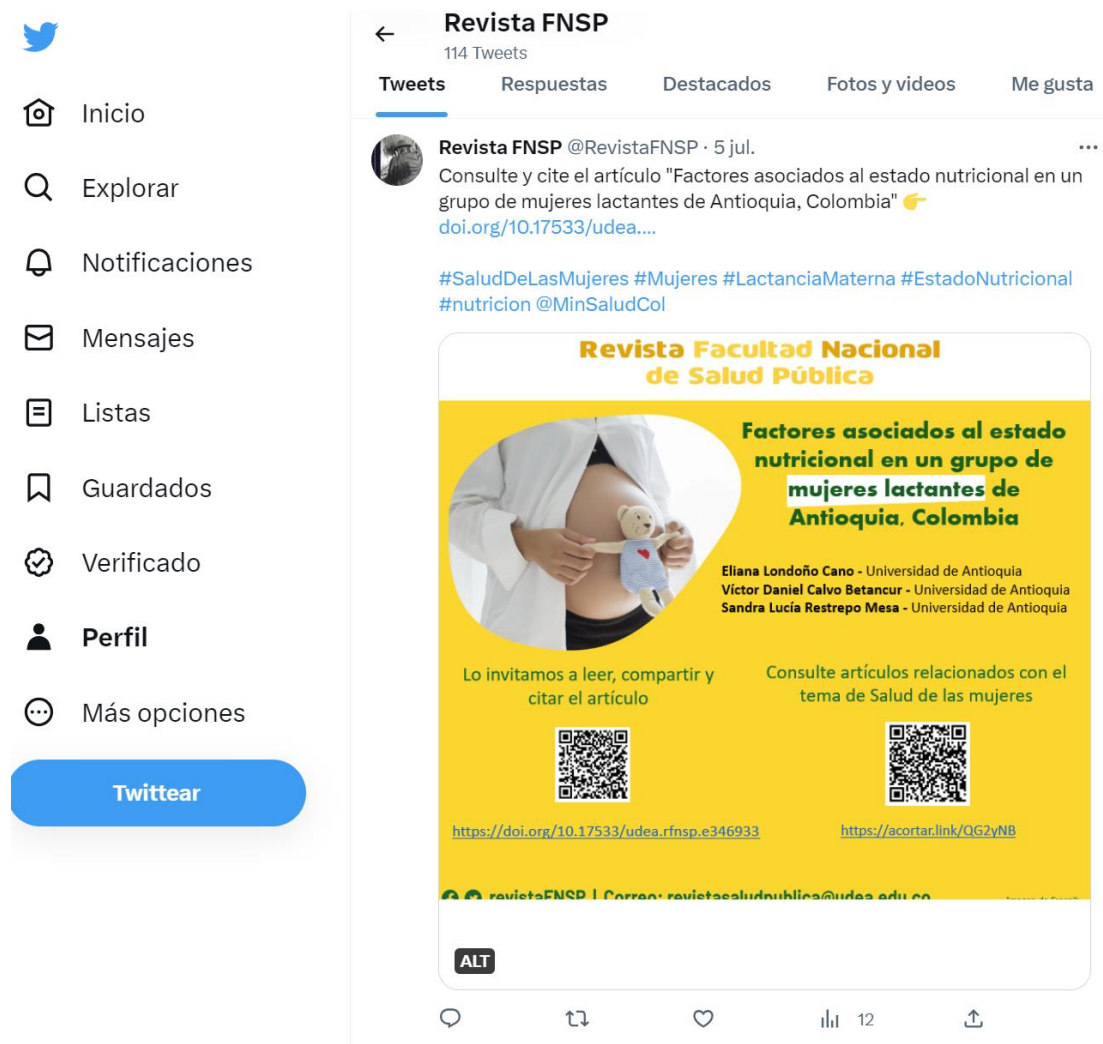 Revista FNSP
114 Tweets
Tweets Respuestas Destacados Fotos y videos Me gusta
Inicio
Explorar
Notificaciones
Mensajes
Listas
Guardados
Verificado
Perfil
Más opciones
Twittear
Revista FNSP @RevistaFNSP · 5 jul.
Consulte y cite el artículo "Factores asociados al estado nutricional en un
grupo de mujeres lactantes de Antioquia, Colombia" 👉
doi.org/10.17533/udea....
#SaludDeLasMujeres #Mujeres #LactanciaMaterna #EstadoNutricional
#nutricion @MinSaludCol
Revista Facultad Nacional
de Salud Pública
Factores asociados al estado
nutricional en un grupo de
mujeres lactantes de
Antioquia, Colombia
Eliana Londoño Cano - Universidad de Antioquia
Víctor Daniel Calvo Betancur - Universidad de Antioquia
Sandra Lucía Restrepo Mesa - Universidad de Antioquia
Lo invitamos a leer, compartir y
citar el artículo
https://doi.org/10.17533/udea.rfnsp.e346933
Consulte artículos relacionados con el
tema de Salud de las mujeres
https://acortar.link/QG2yNB
revistaFNSP | Correo: revistasaludpublica@udea.edu.co
ALT
12